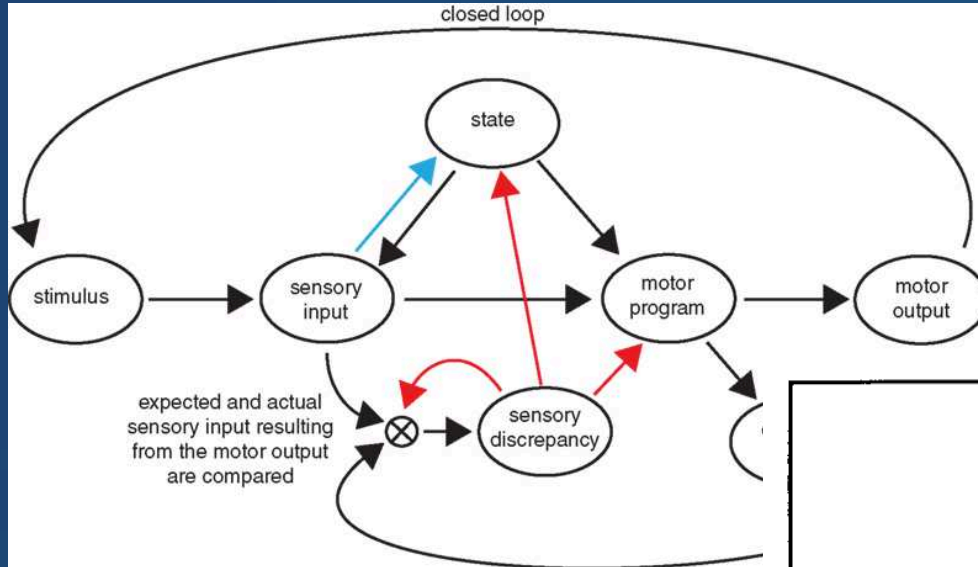 closed loop
state
stimulus
sensory
input
motor
program
motor
output
expected and actual
sensory input resulting
from the motor output
are compared
sensory
discrepancy